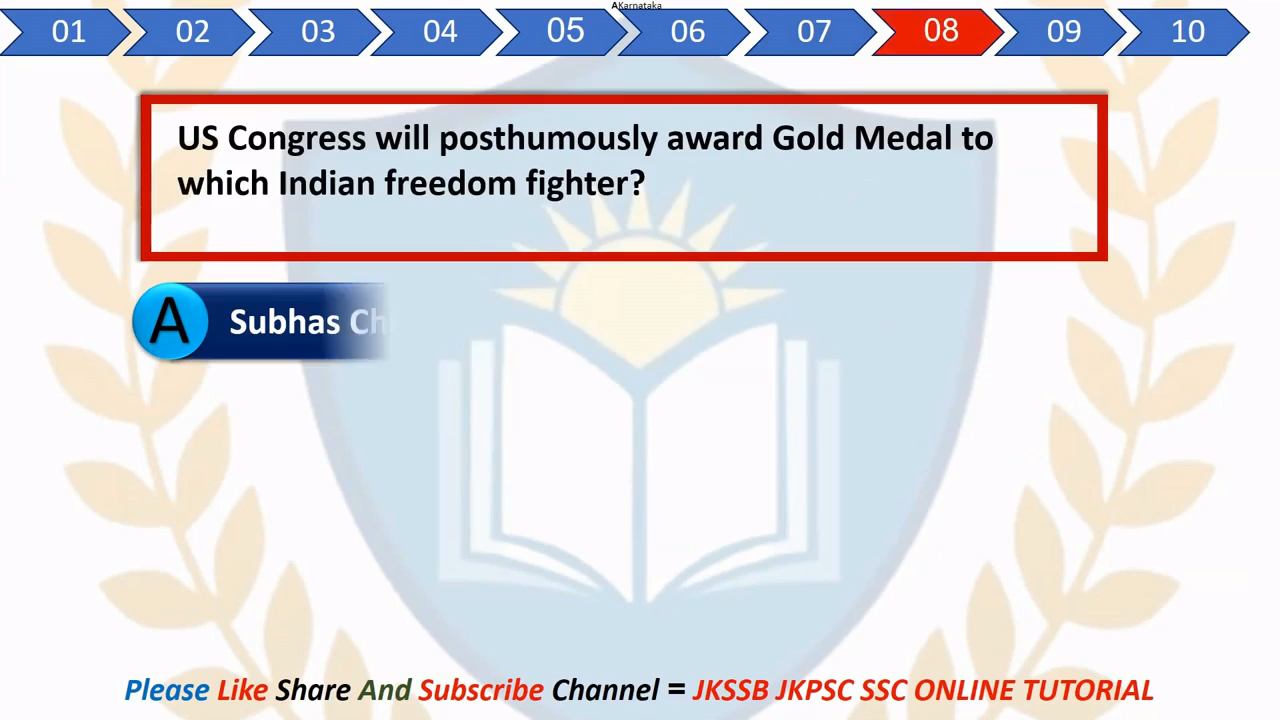 AKarnataka
01 02 03 04 05 06 07 08 09 10
US Congress will posthumously award Gold Medal to
which Indian freedom fighter?
A Subhas
Please Like Share And Subscribe Channel = JKSSB JKPSC SSC ONLINE TUTORIAL